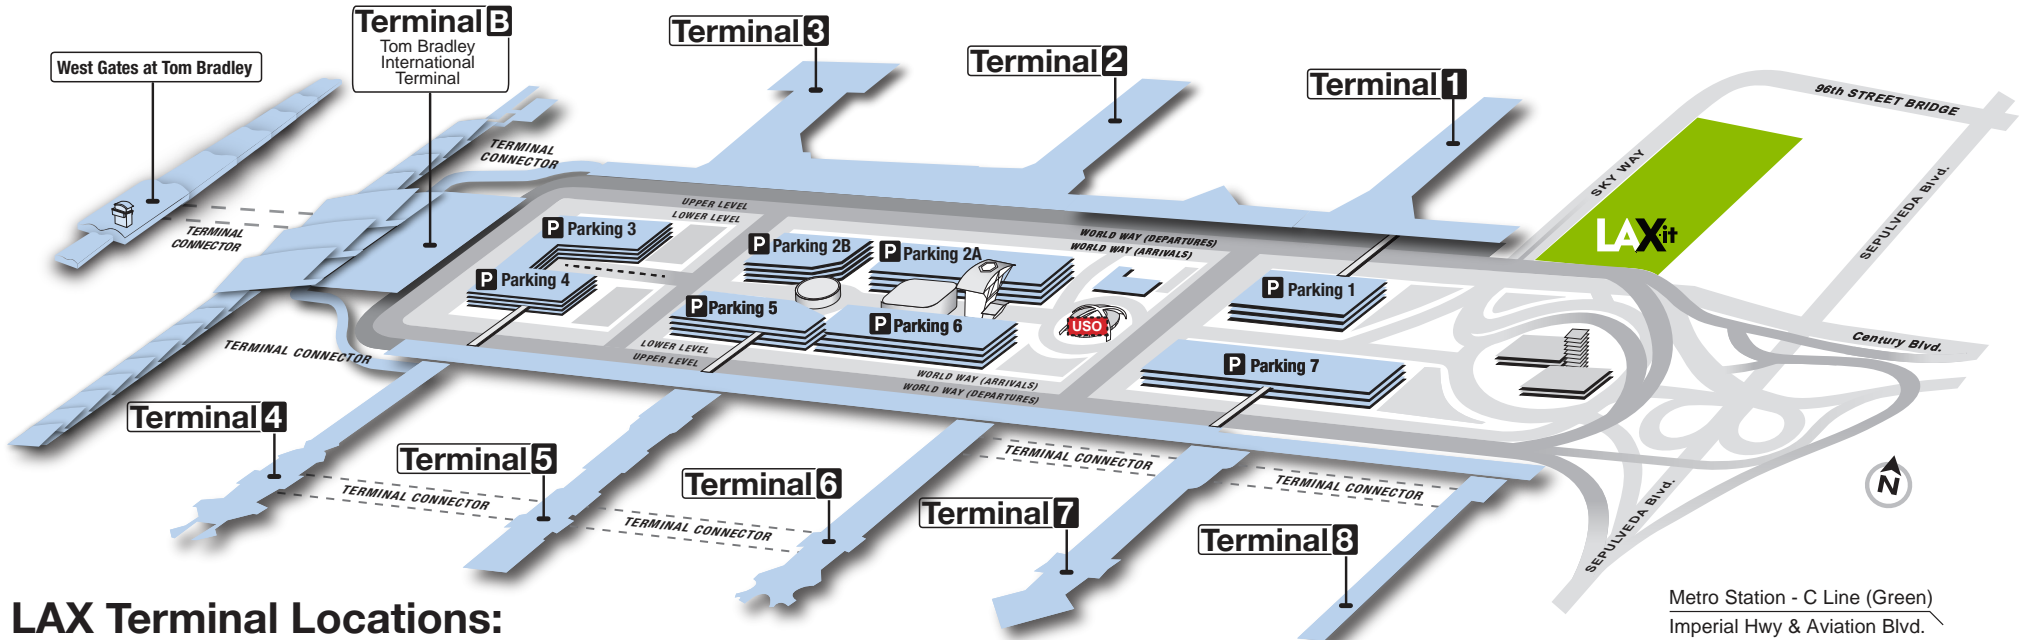 West Gates at Tom Bradley
Terminal B
Tom Bradley
International
Terminal
Terminal 3
Terminal 2
Terminal 1
96th STREET BRIDGE
SKY WAY
SEPULVEDA Blvd.
LAX-it
TERMINAL
CONNECTOR
TERMINAL
CONNECTOR
UPPER LEVEL
LOWER LEVEL
WORLD WAY (DEPARTURES)
WORLD WAY (ARRIVALS)
P Parking 3
P Parking 2B
P Parking 2A
P Parking 4
P Parking 5
P Parking 6
USO
P Parking 1
P Parking 7
Century Blvd.
TERMINAL CONNECTOR
LOWER LEVEL
UPPER LEVEL
WORLD WAY (ARRIVALS)
WORLD WAY (DEPARTURES)
Terminal 4
Terminal 5
Terminal 6
Terminal 7
Terminal 8
TERMINAL CONNECTOR
TERMINAL CONNECTOR
TERMINAL CONNECTOR
TERMINAL CONNECTOR
SEPULVEDA Blvd.
N
LAX Terminal Locations:
Metro Station - C Line (Green)
Imperial Hwy & Aviation Blvd.